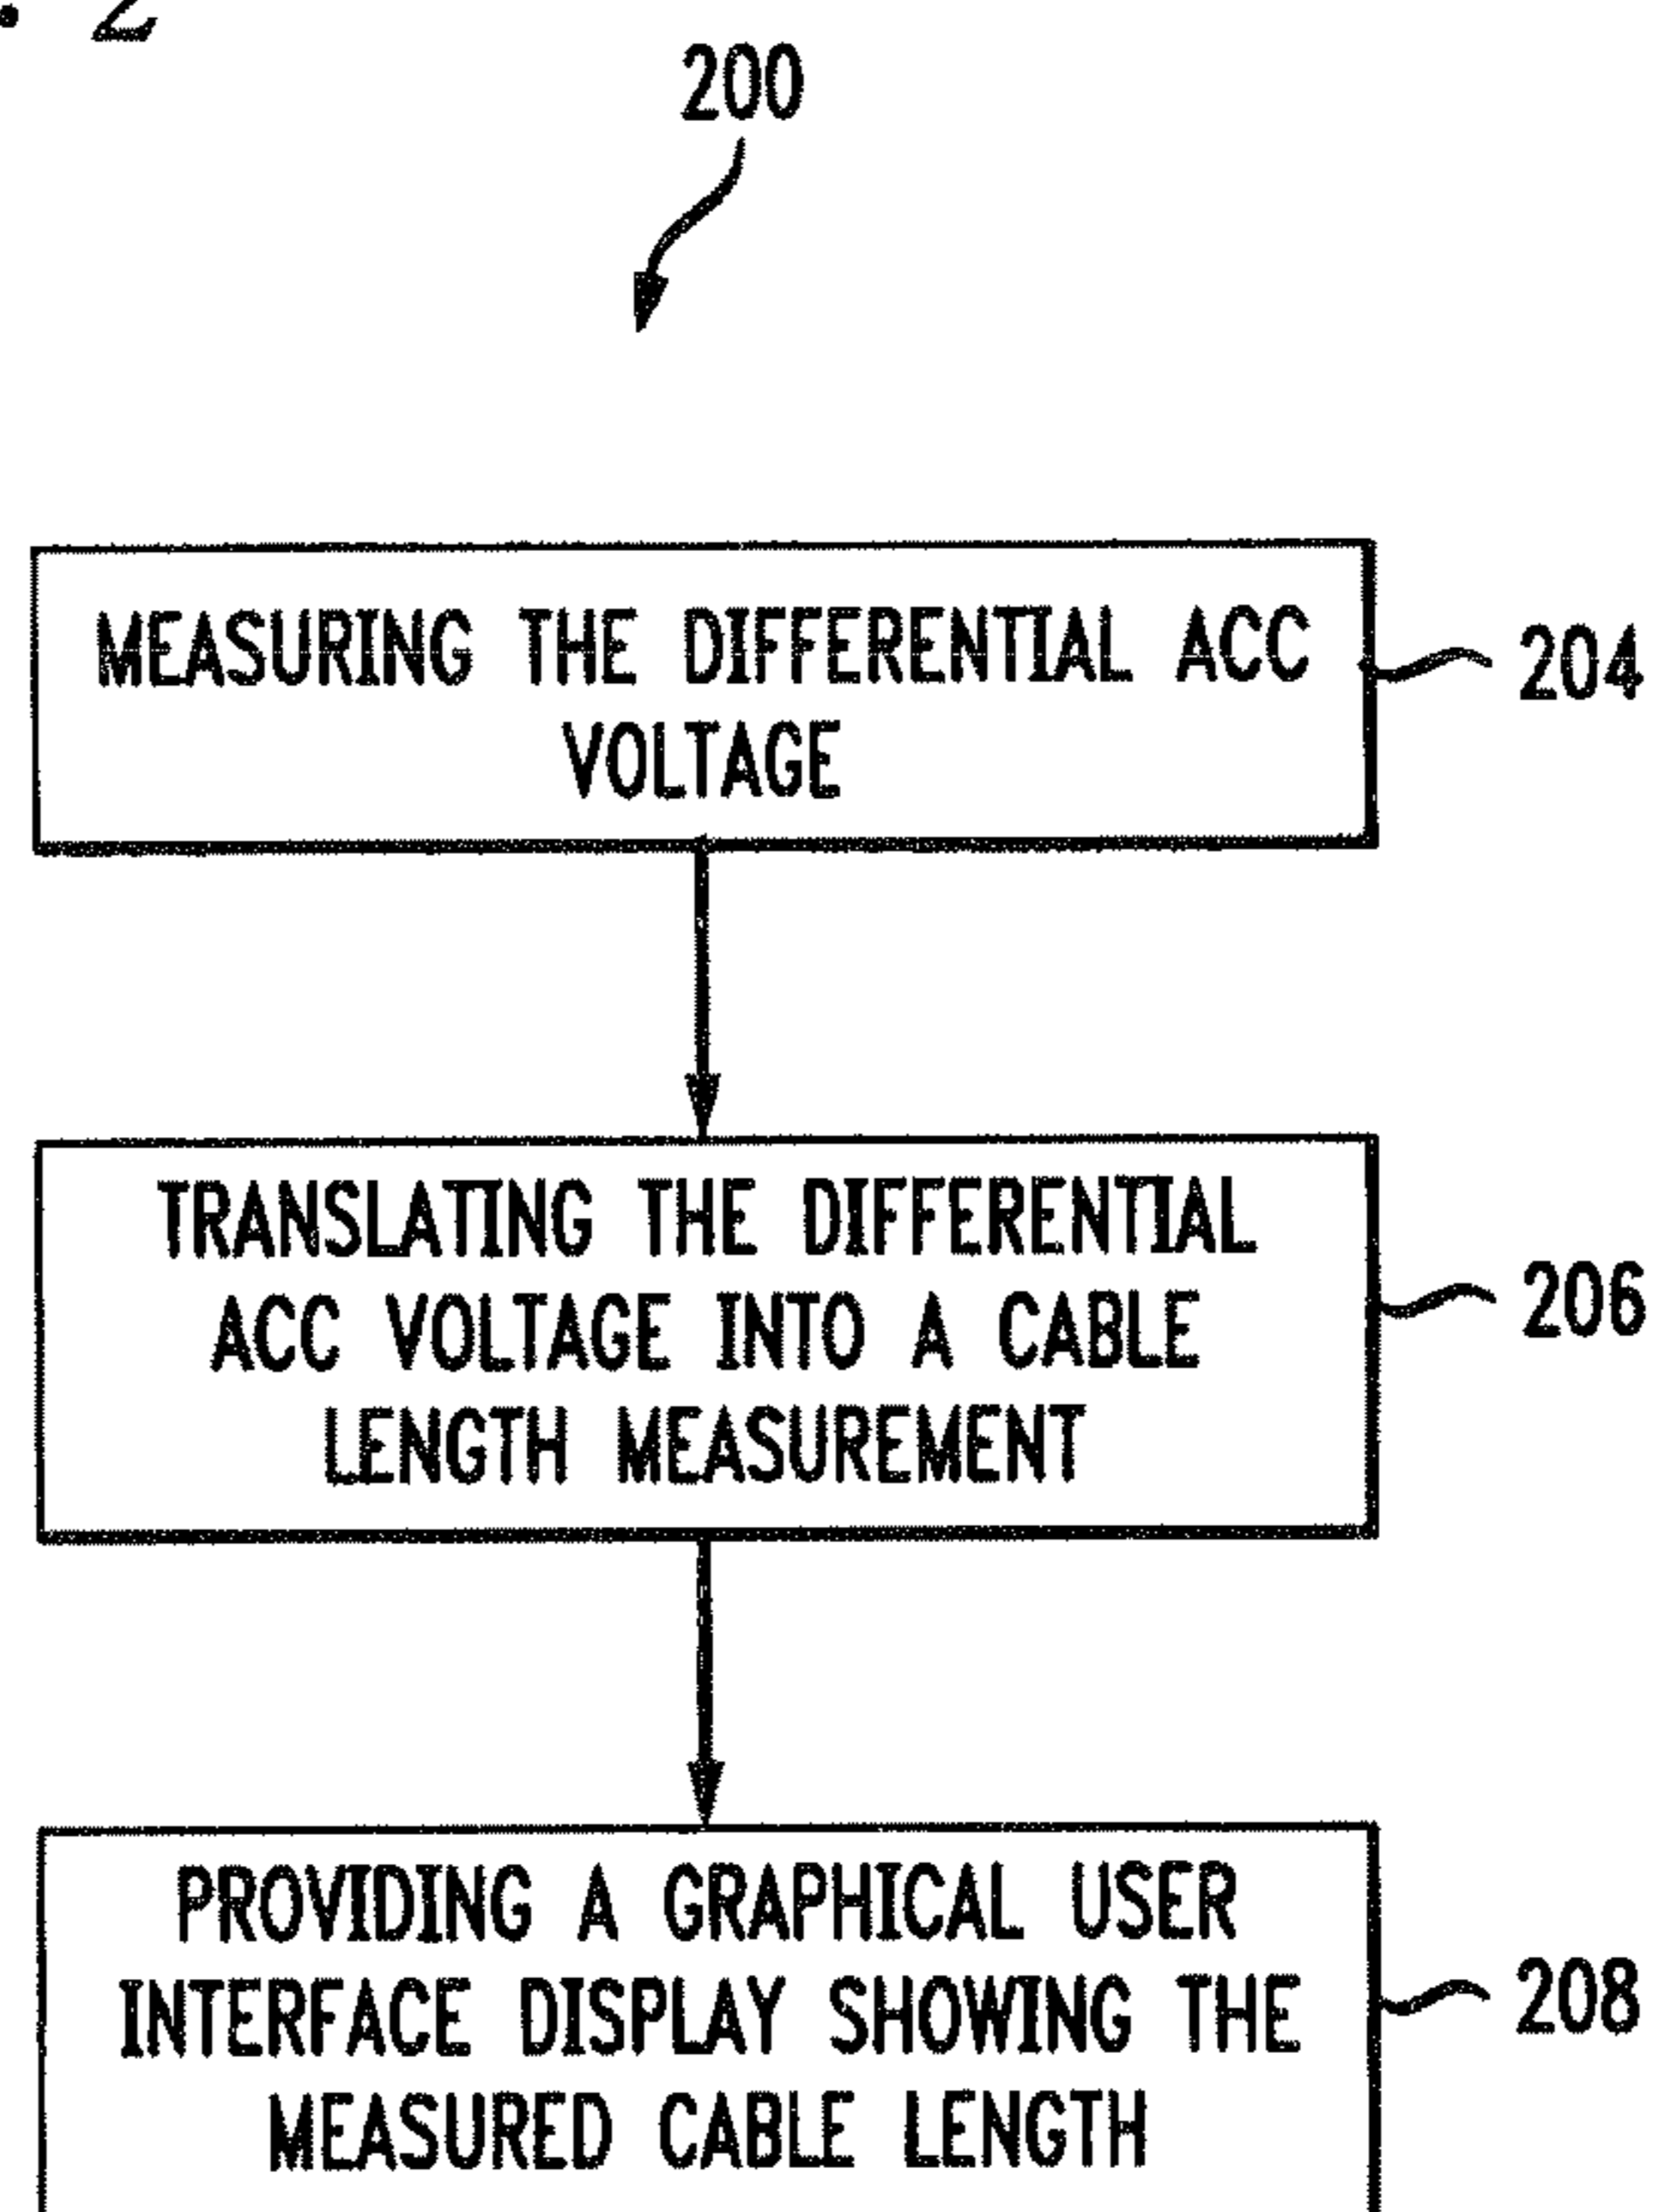 . 2
200
MEASURING THE DIFFERENTIAL ACC
VOLTAGE
204
TRANSLATING THE DIFFERENTIAL
ACC VOLTAGE INTO A CABLE
LENGTH MEASUREMENT
206
PROVIDING A GRAPHICAL USER
INTERFACE DISPLAY SHOWING THE
MEASURED CABLE LENGTH
208